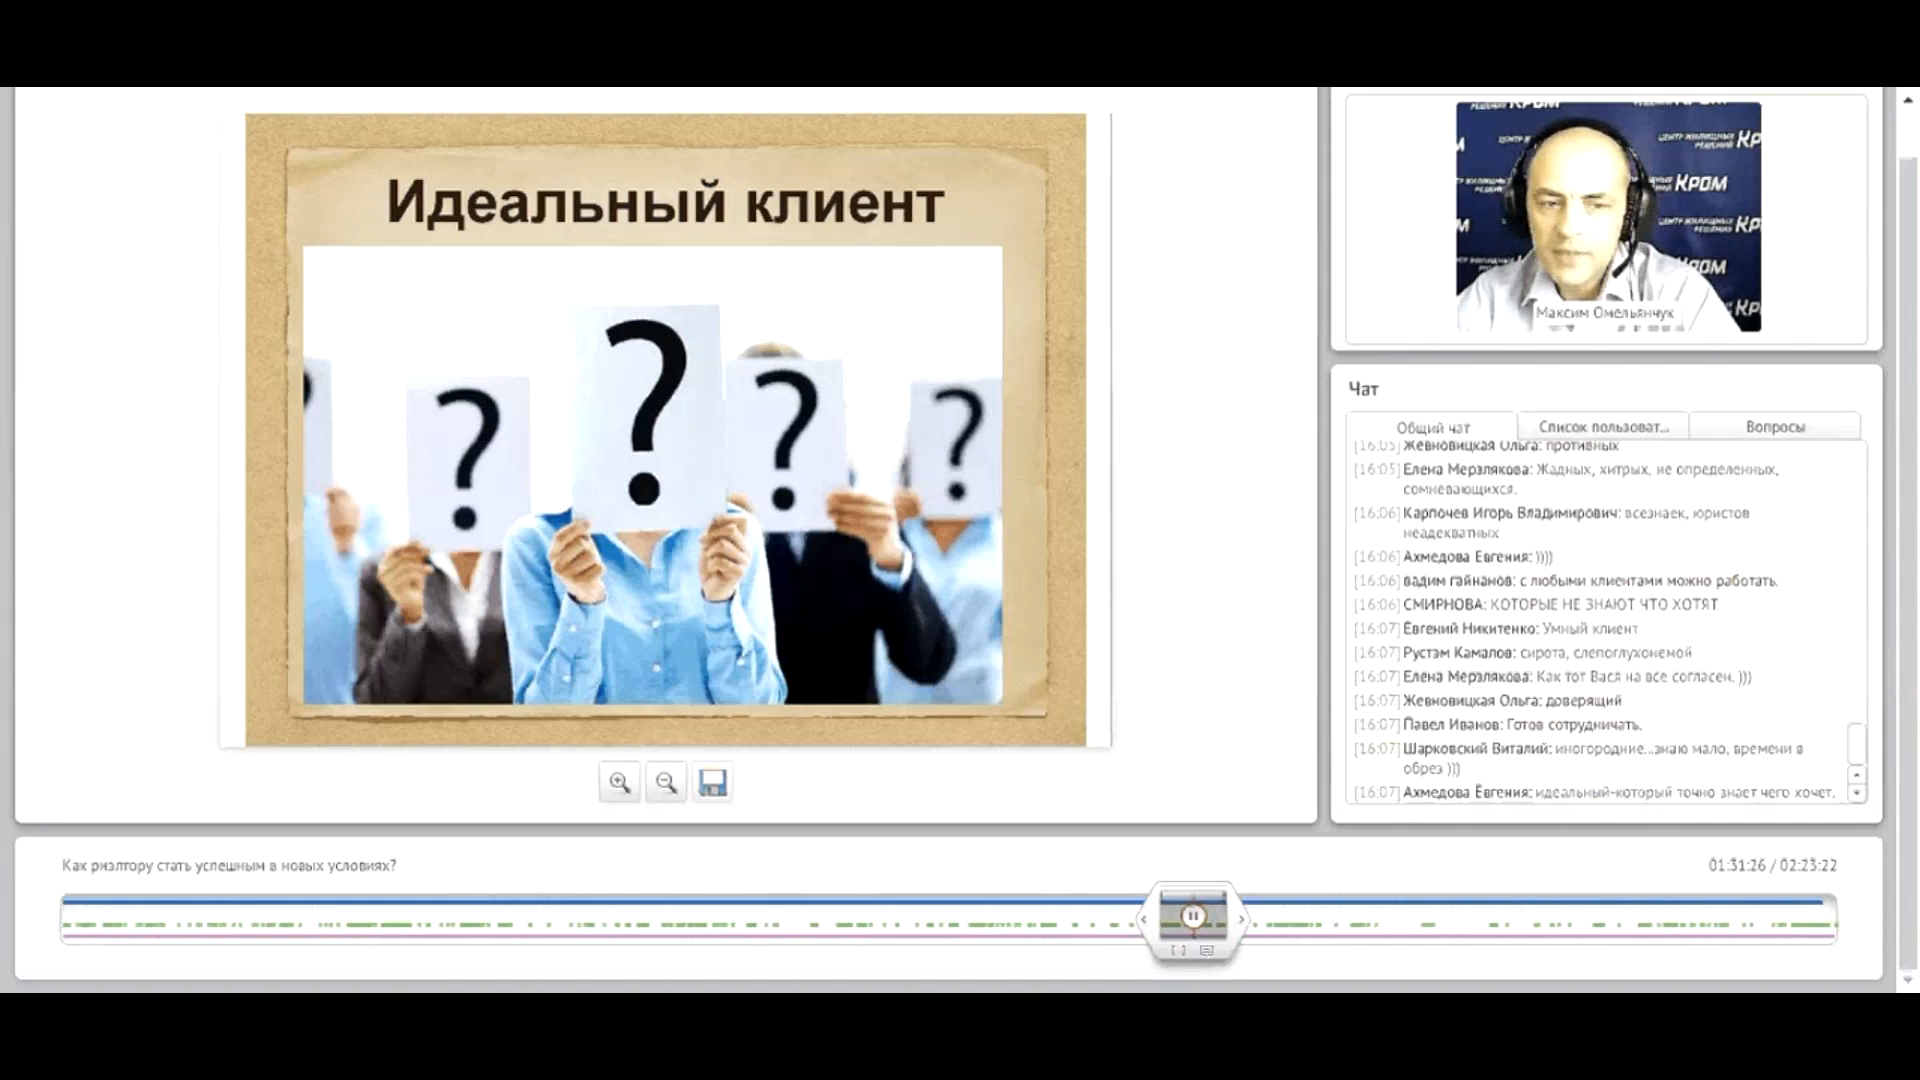 Идеальный клиент
?
?
?
?
?
Кром
ЦЕНТР ЖИЛИЩНЫХ
РЕШЕНИЙ
Кром
Максим Омельянчук
Чат
Общий чат
Список пользоват...
Вопросы
[16:05] Жевновицкая Ольга: противных
[16:05] Елена Мерзлякова: Жадных, хитрых, не определенных,
сомневающихся.
[16:06] Карпочев Игорь Владимирович: всезнаек, юристов
неадекватных
[16:06] Ахмедова Евгения: ))))
[16:06] вадим гайнанов: с любыми клиентами можно работать.
[16:06] СМИРНОВА: КОТОРЫЕ НЕ ЗНАЮТ ЧТО ХОТЯТ
[16:07] Евгений Никитенко: Умный клиент
[16:07] Рустэм Камалов: сирота, слепоглухонемой
[16:07] Елена Мерзлякова: Как тот Вася на все согласен. )))
[16:07] Жевновицкая Ольга: доверящий
[16:07] Павел Иванов: Готов сотрудничать.
[16:07] Шарковский Виталий: иногородние...знаю мало, времени в
обрез )))
[16:07] Ахмедова Евгения: идеальный-который точно знает чего хочет.
Как риэлтору стать успешным в новых условиях?
01:31:26 / 02:23:22